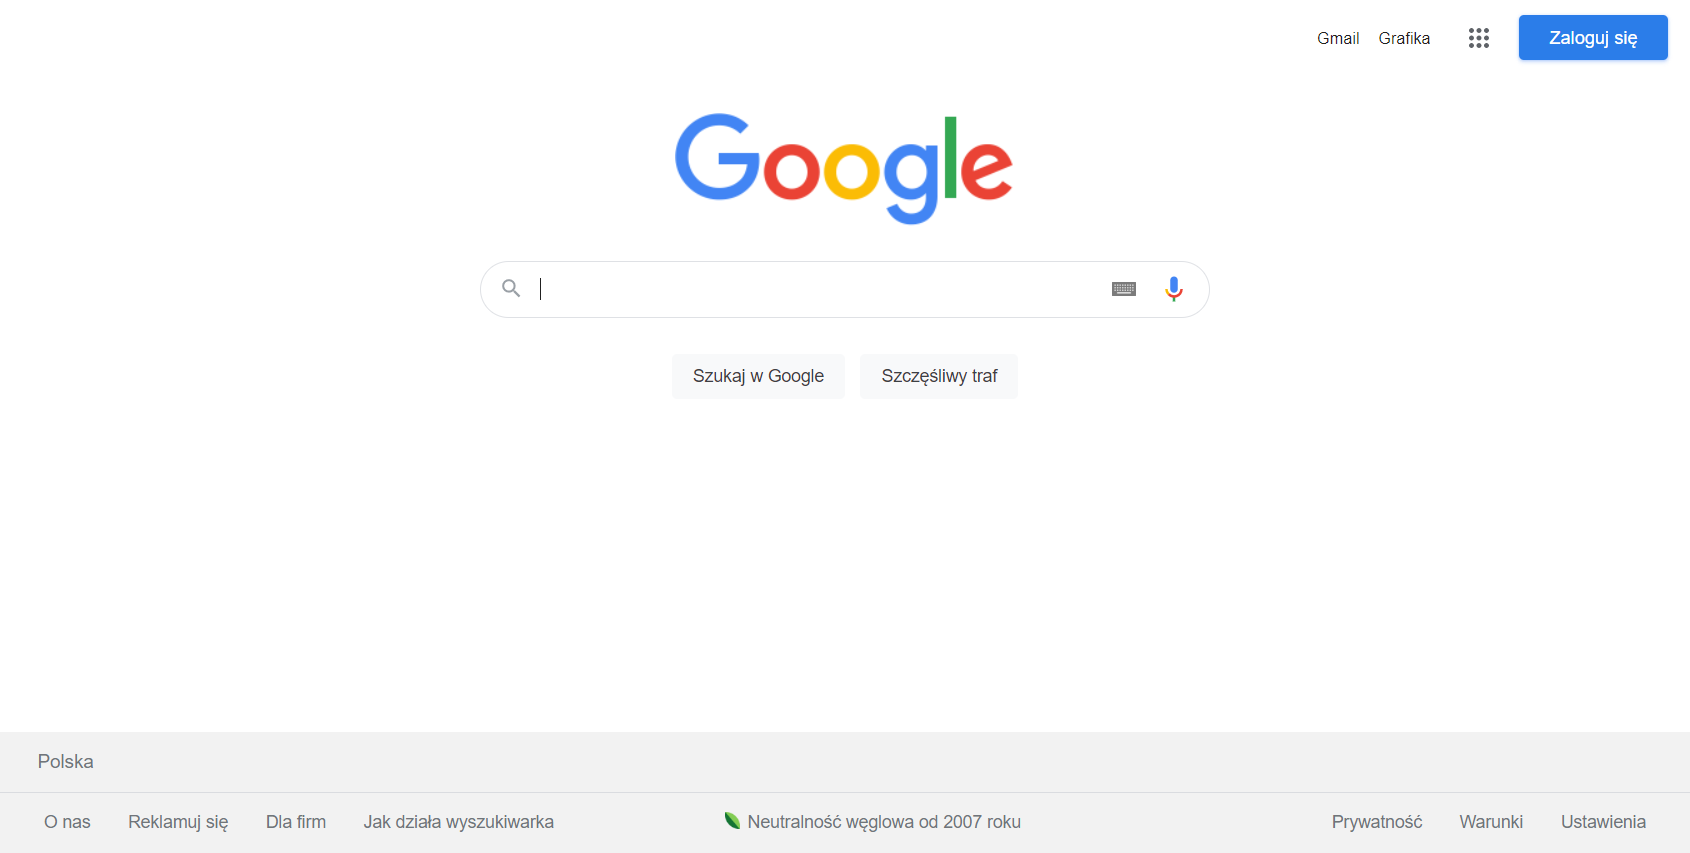 Gmail Grafika Zaloguj się
Google
Szukaj w Google Szczęśliwy traf
Polska
O nas Reklamuj się Dla firm Jak działa wyszukiwarka Neutralność węglowa od 2007 roku Prywatność Warunki Ustawienia